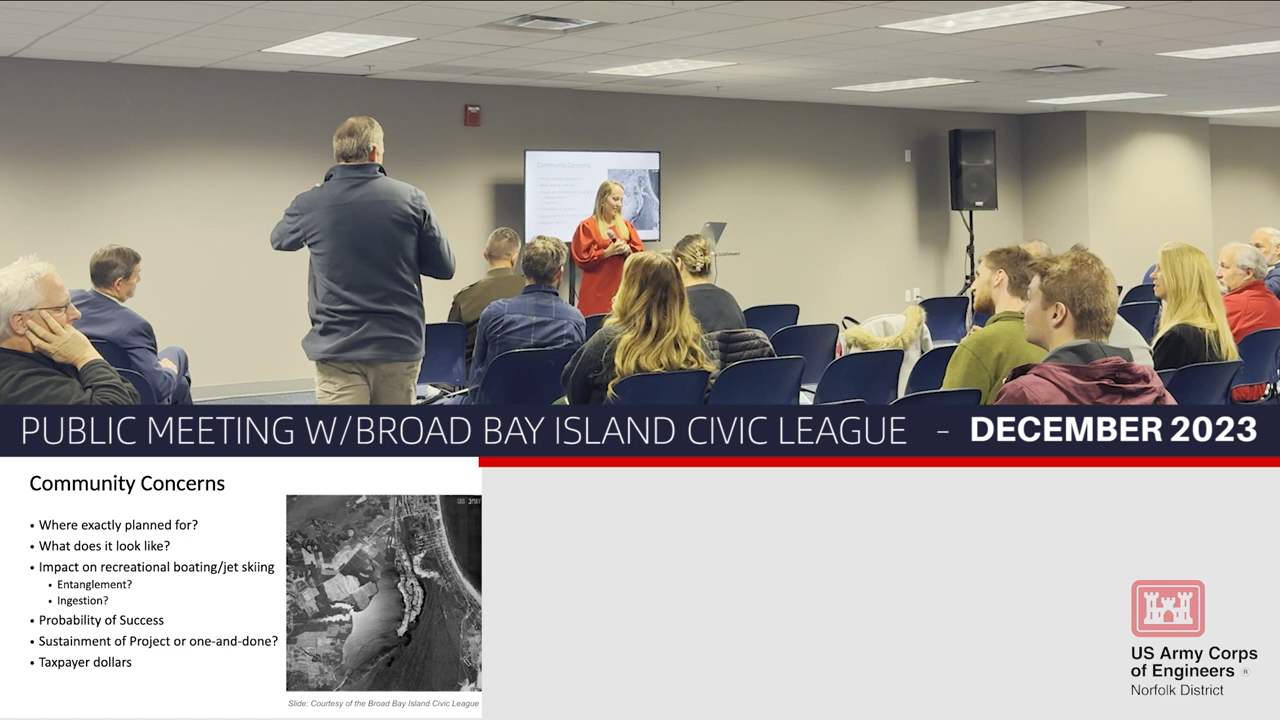 Community Concerns
PUBLIC MEETING W/BROAD BAY ISLAND CIVIC LEAGUE - DECEMBER 2023
Community Concerns
• Where exactly planned for?
• What does it look like?
• Impact on recreational boating/jet skiing
• Entanglement?
• Ingestion?
• Probability of Success
• Sustainment of Project or one-and-done?
• Taxpayer dollars
Slide: Courtesy of the Broad Bay Island Civic League
US Army Corps
of Engineers ®
Norfolk District